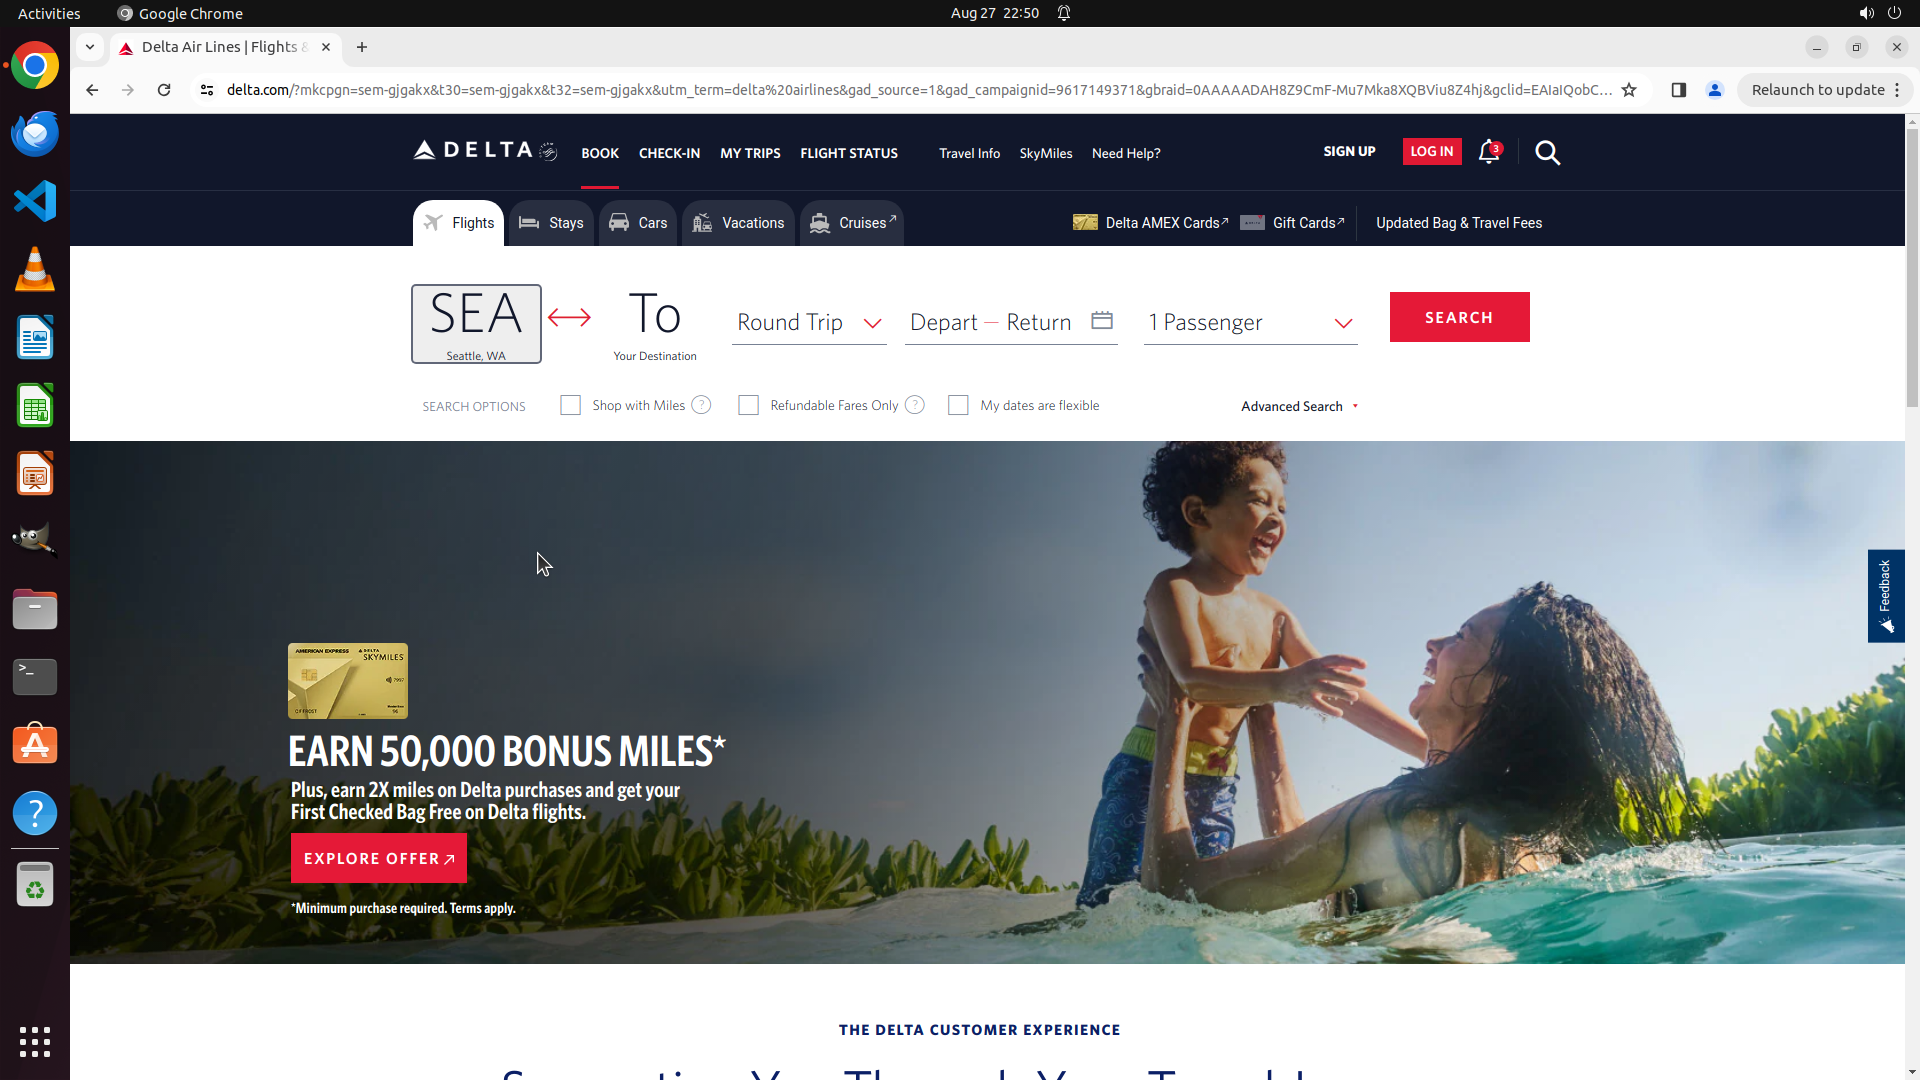 Activities
Google Chrome
Aug 27 22:50
Delta Air Lines | Flights &
delta.com/?mkcpgn=sem-gjgakx&t30=sem-gjgakx&t32=sem-gjgakx&utm_term=delta%20airlines&gad_source=1&gad_campaignid=9617149371&gbraid=0AAAAADAH8Z9CmF-Mu7Mka8XQBViu8Z4hj&gclid=EAIaIQobC...
Relaunch to update
DELTA
BOOK
CHECK-IN
MY TRIPS
FLIGHT STATUS
Travel Info
SkyMiles
Need Help?
SIGN UP
LOG IN
3
Flights
Stays
Cars
Vacations
Cruises
Delta AMEX Cards
Gift Cards
Updated Bag & Travel Fees
SEA
Seattle, WA
To
Your Destination
Round Trip
Depart — Return
1 Passenger
SEARCH
SEARCH OPTIONS
Shop with Miles ?
Refundable Fares Only ?
My dates are flexible
Advanced Search
Feedback
AMERICAN EXPRESS
DELTA
SKYMILES
EARN 50,000 BONUS MILES*
Plus, earn 2X miles on Delta purchases and get your
First Checked Bag Free on Delta flights.
EXPLORE OFFER
*Minimum purchase required. Terms apply.
THE DELTA CUSTOMER EXPERIENCE